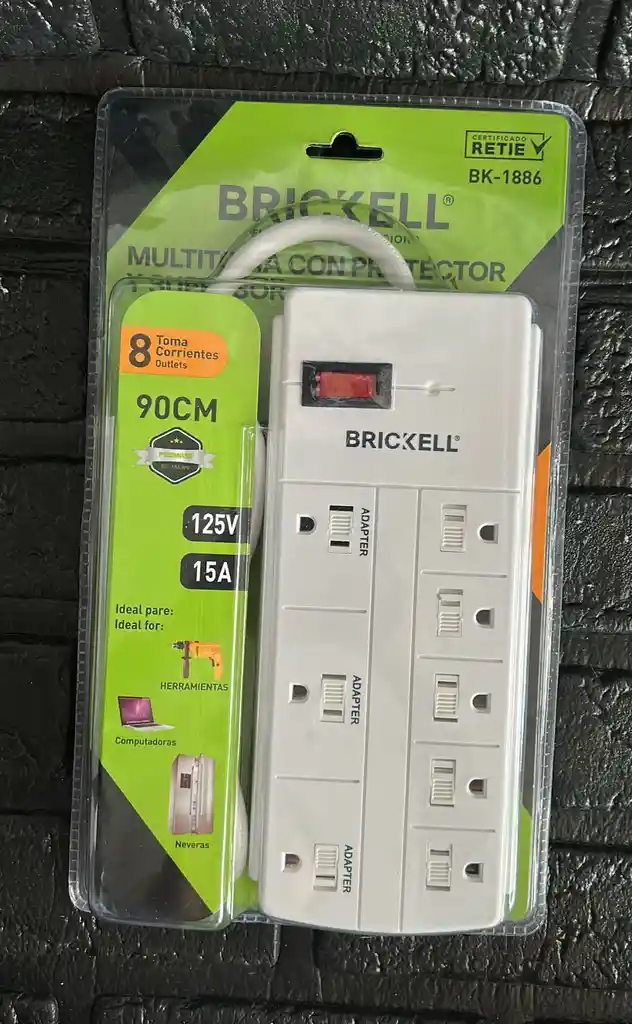 CERTIFICADO
RETIE
BK-1886
BRICKELL®
CON
Y
8 Toma
Corrientes
Outlets
90CM
125V
15A
Ideal pare:
Ideal for:
HERRAMIENTAS
Computadoras
Neveras
BRICKELL®
ADAPTER
ADAPTER
ADAPTER